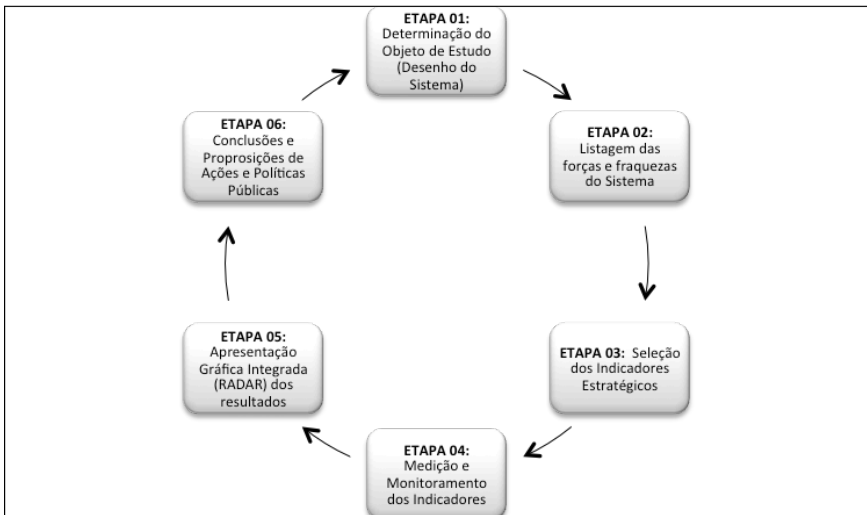 ETAPA 01:
Determinação do
Objeto de Estudo
(Desenho do
Sistema)
ETAPA 02:
Listagem das
forças e fraquezas
do Sistema
ETAPA 03: Seleção
dos Indicadores
Estratégicos
ETAPA 04:
Medição e
Monitoramento
dos Indicadores
ETAPA 05:
Apresentação
Gráfica Integrada
(RADAR) dos
resultados
ETAPA 06:
Conclusões e
Proprosições de
Ações e Políticas
Públicas